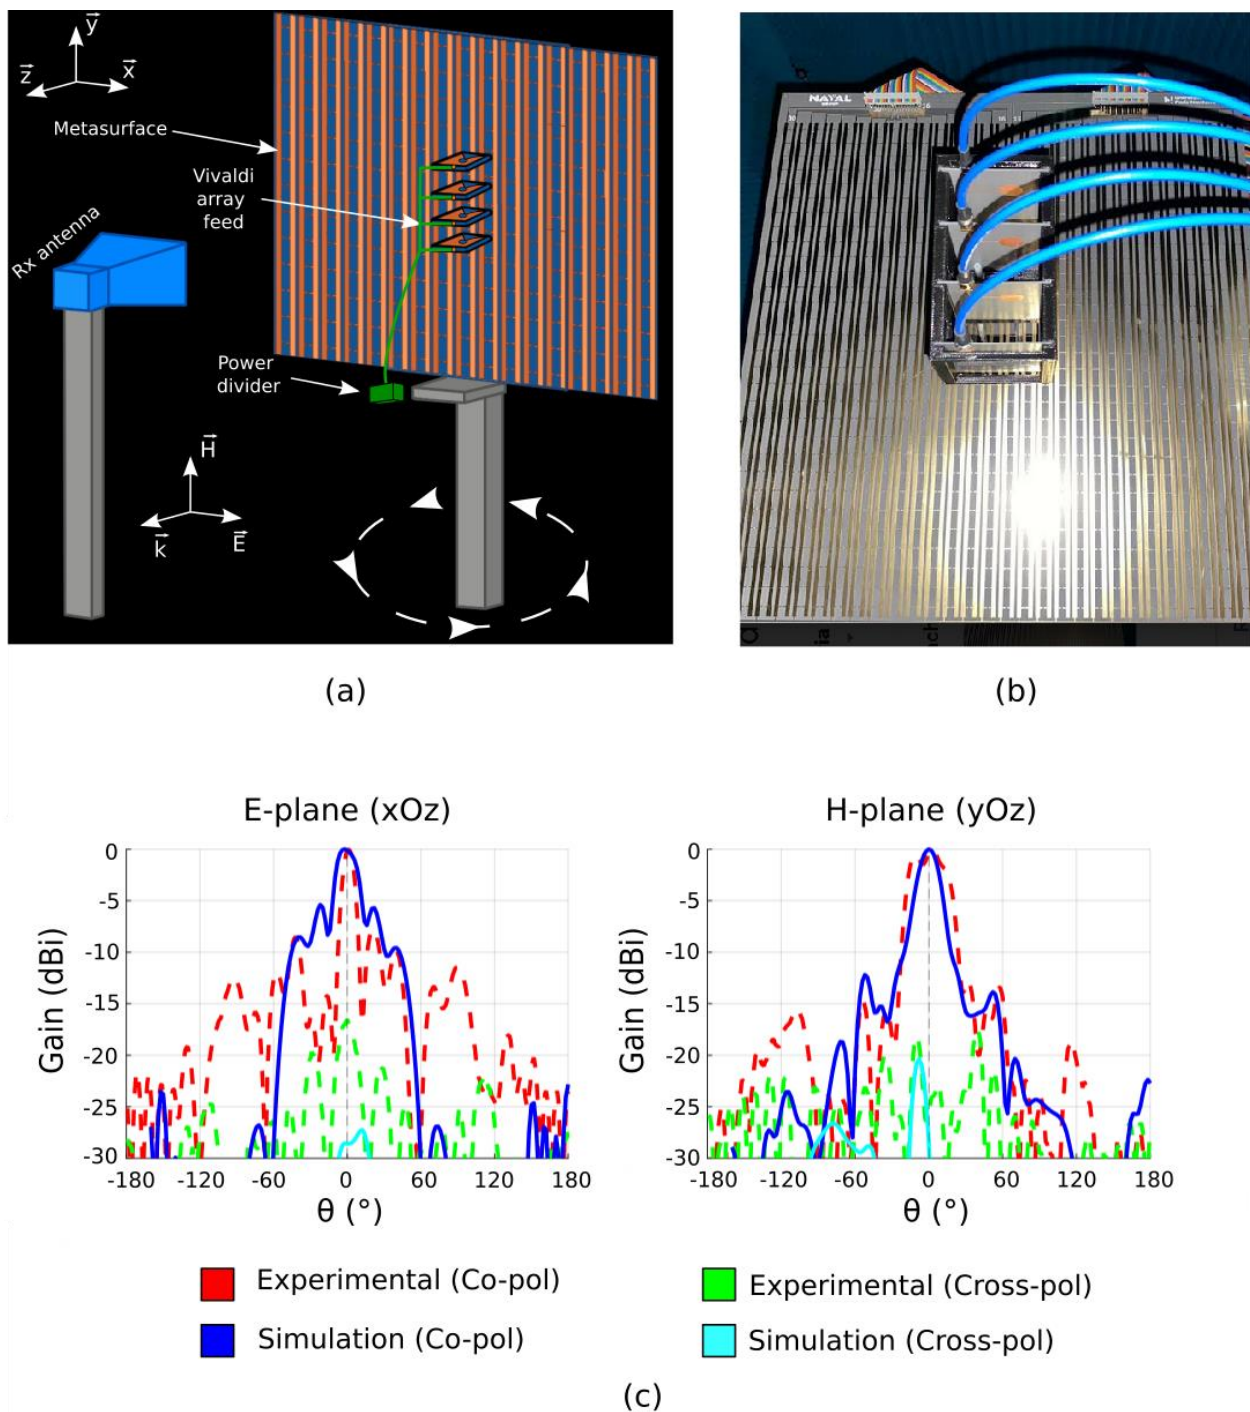 y
z
x
Metasurface
Vivaldi
array
feed
Rx antenna
Power
divider
H
k
E
NAVAL
(a)
(b)
E-plane (xOz)
H-plane (yOz)
0
-5
-10
-15
-20
-25
-30
Gain (dBi)
-180
-120
-60
0
60
120
180
θ (°)
0
-5
-10
-15
-20
-25
-30
Gain (dBi)
-180
-120
-60
0
60
120
180
θ (°)
Experimental (Co-pol)
Experimental (Cross-pol)
Simulation (Co-pol)
Simulation (Cross-pol)
(c)